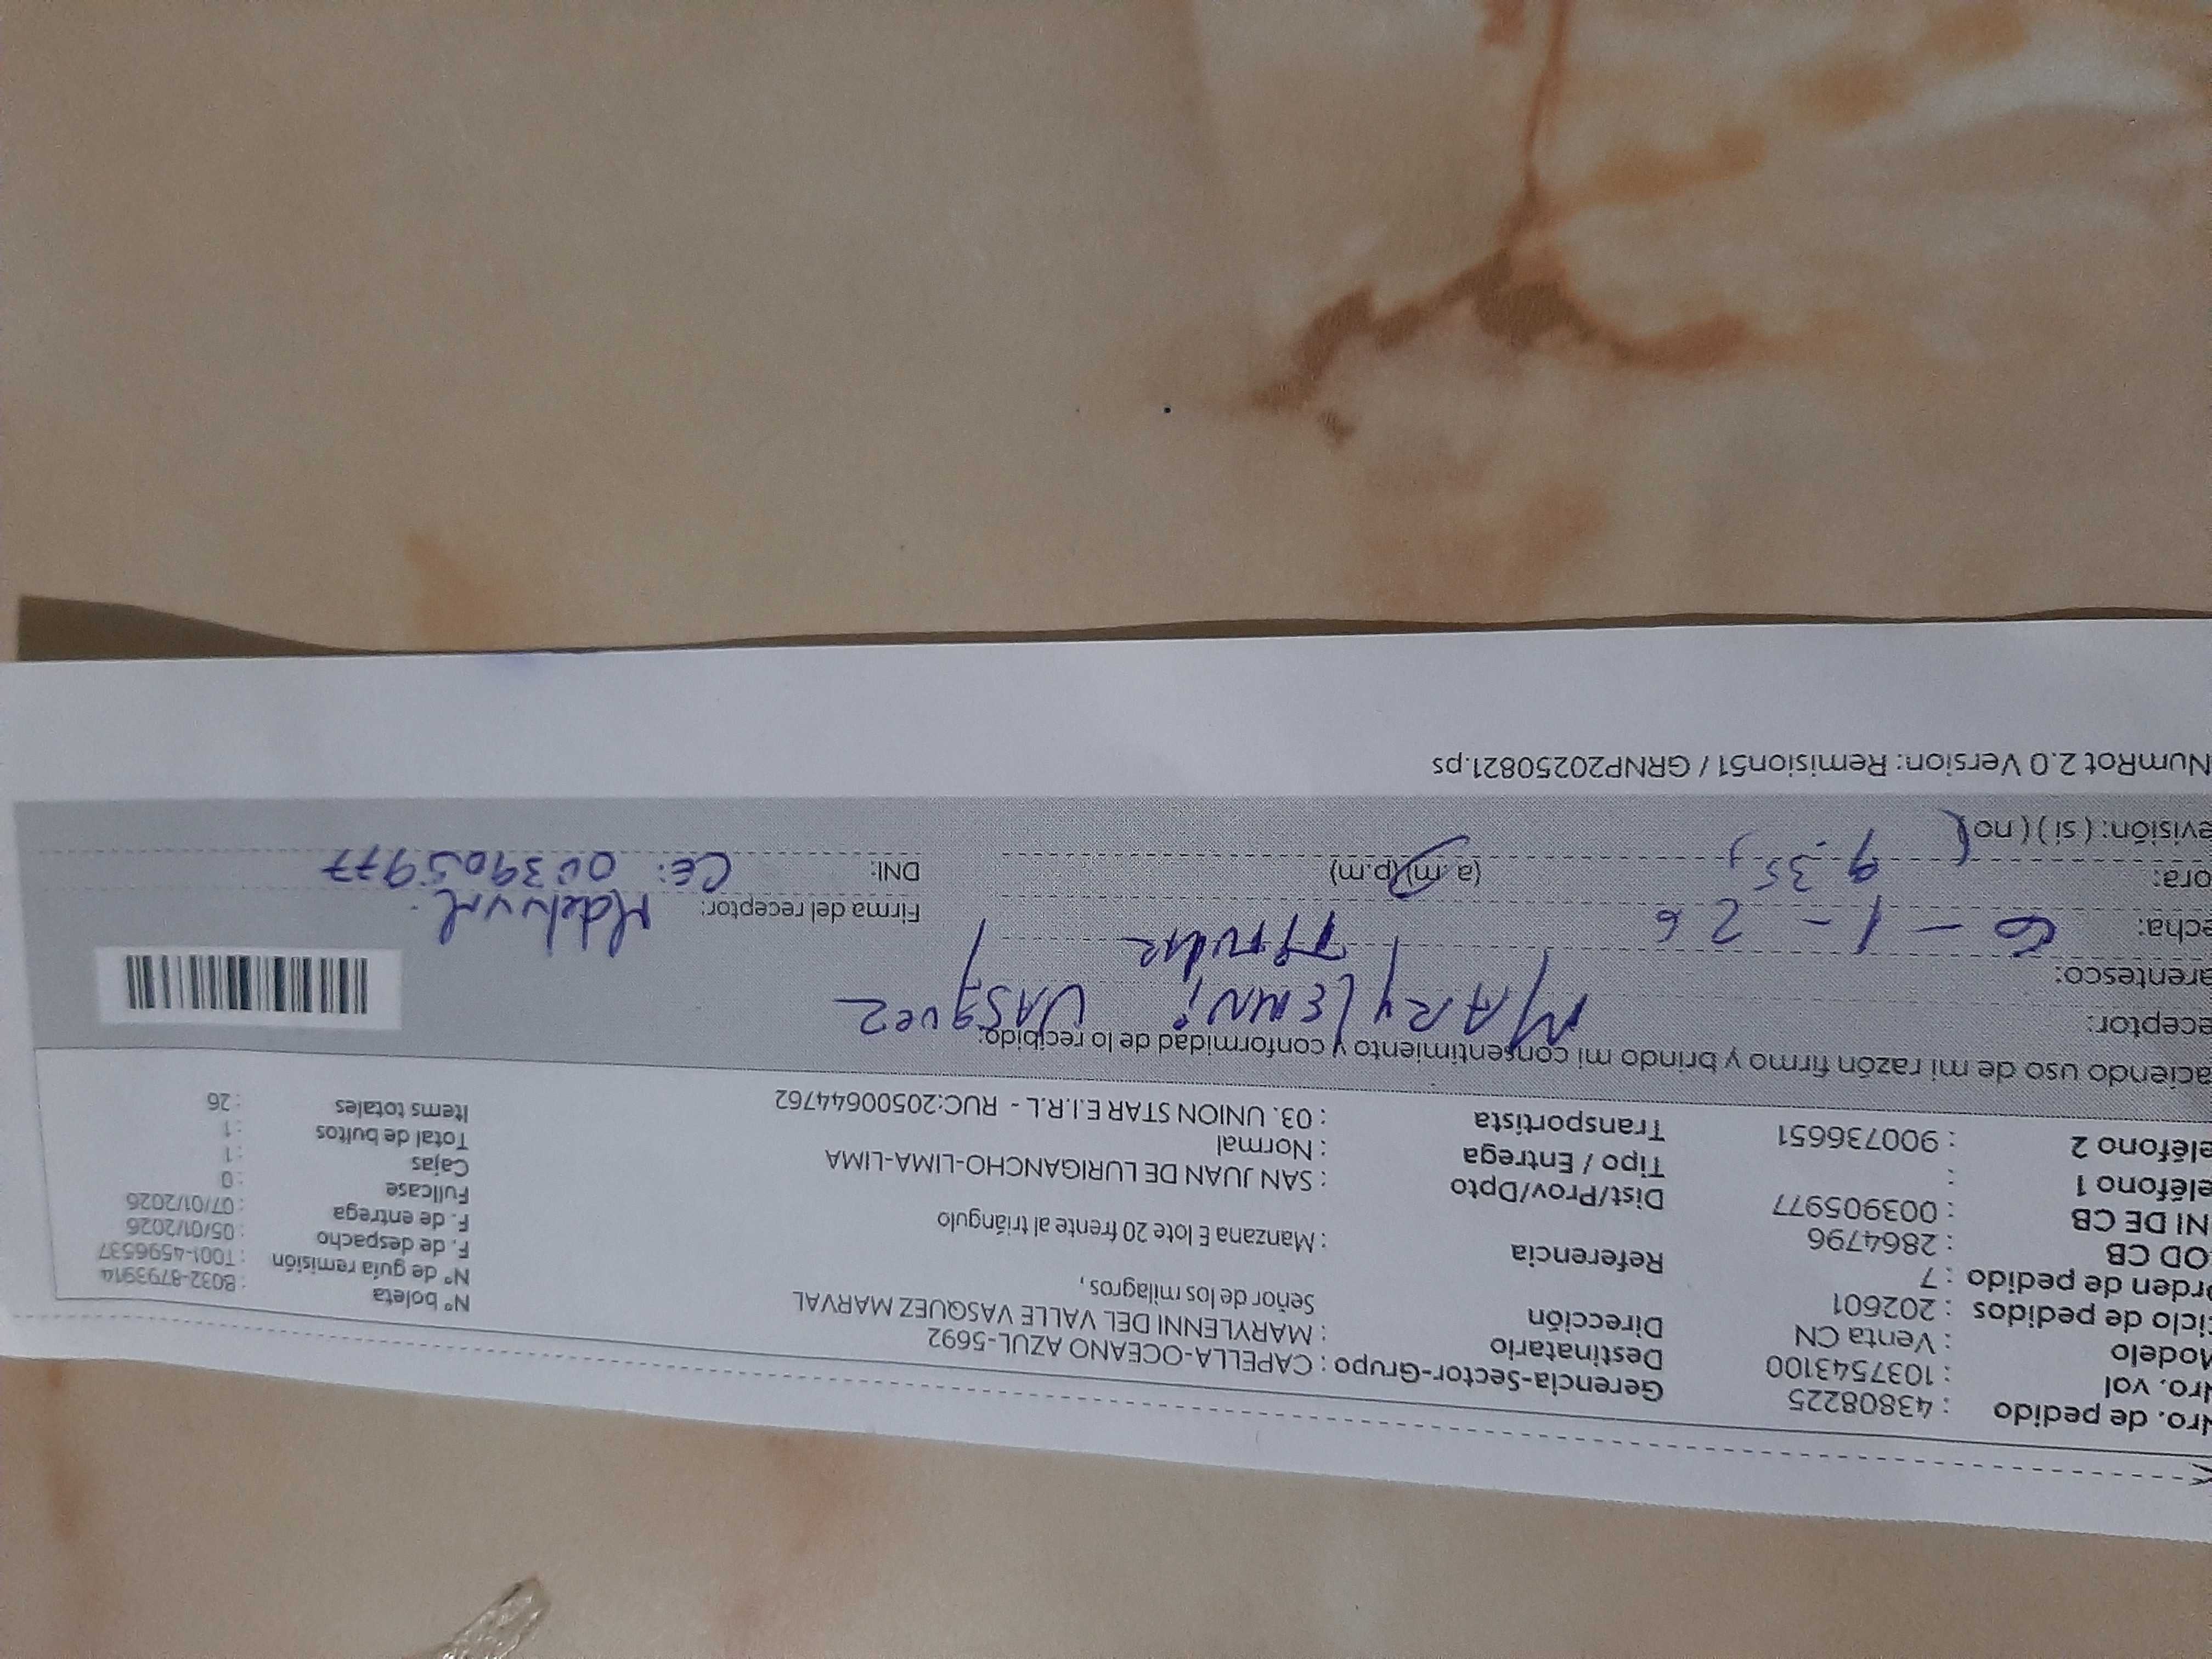 Nro. de pedido : 43808225
Nro. vol : 1037543100
Modelo : Venta CN
ciclo de pedidos : 202601
orden de pedido : 7
COD CB : 2864796
NI DE CB : 003905977
eléfono 1 :
eléfono 2 : 900736651
Gerencia-Sector-Grupo : CAPELLA-OCEANO AZUL-5692
Destinatario : MARYLENNI DEL VALLE VASQUEZ MARVAL
Dirección Señor de los milagros ,
Referencia : Manzana E lote 20 frente al triángulo
Dist/Prov/Dpto : SAN JUAN DE LURIGANCHO-LIMA-LIMA
Tipo / Entrega : Normal
Transportista : 03. UNION STAR E.I.R.L - RUC:20500644762
N° boleta : B032-8793914
N° de guía remisión : T001-4596537
F. de despacho : 05/01/2026
F. de entrega : 07/01/2026
Fullcase : 0
Cajas : 1
Total de bultos : 1
Items totales : 26
aciendo uso de mi razón firmo y brindo mi consentimiento y conformidad de lo recibido:
eceptor: MARYLENNi VASquez
arentesco: Titular
echa: 6 - 1 - 26
ora: 9.35 (a.m)(p.m)
evisión: ( si ) ( no (
Firma del receptor:
DNI: CE: 003905977
NumRot 2.0 Version: Remision51 / GRNP20250821.ps